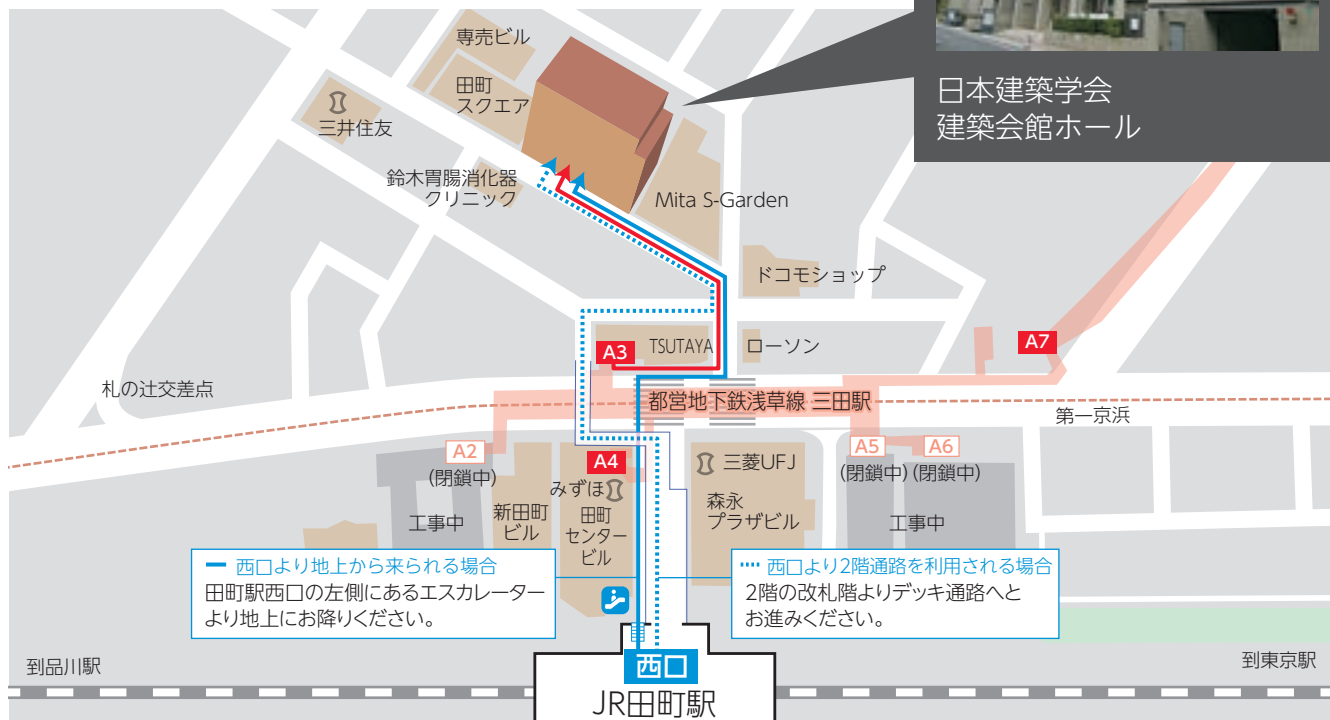 専売ビル
田町
スクエア
三井住友
日本建築学会
建築会館ホール
鈴木胃腸消化器
クリニック
Mita S-Garden
ドコモショップ
A3
TSUTAYA
ローソン
A7
札の辻交差点
都営地下鉄浅草線 三田駅
第一京浜
A2
(閉鎖中)
A4
みずほ
三菱UFJ
A5
(閉鎖中)
A6
(閉鎖中)
工事中
新田町
ビル
田町
センター
ビル
森永
プラザビル
工事中
西口より地上から来られる場合
田町駅西口の左側にあるエスカレーター
より地上にお降りください。
西口より2階通路を利用される場合
2階の改札階よりデッキ通路へと
お進みください。
到品川駅
西口
到東京駅
JR田町駅